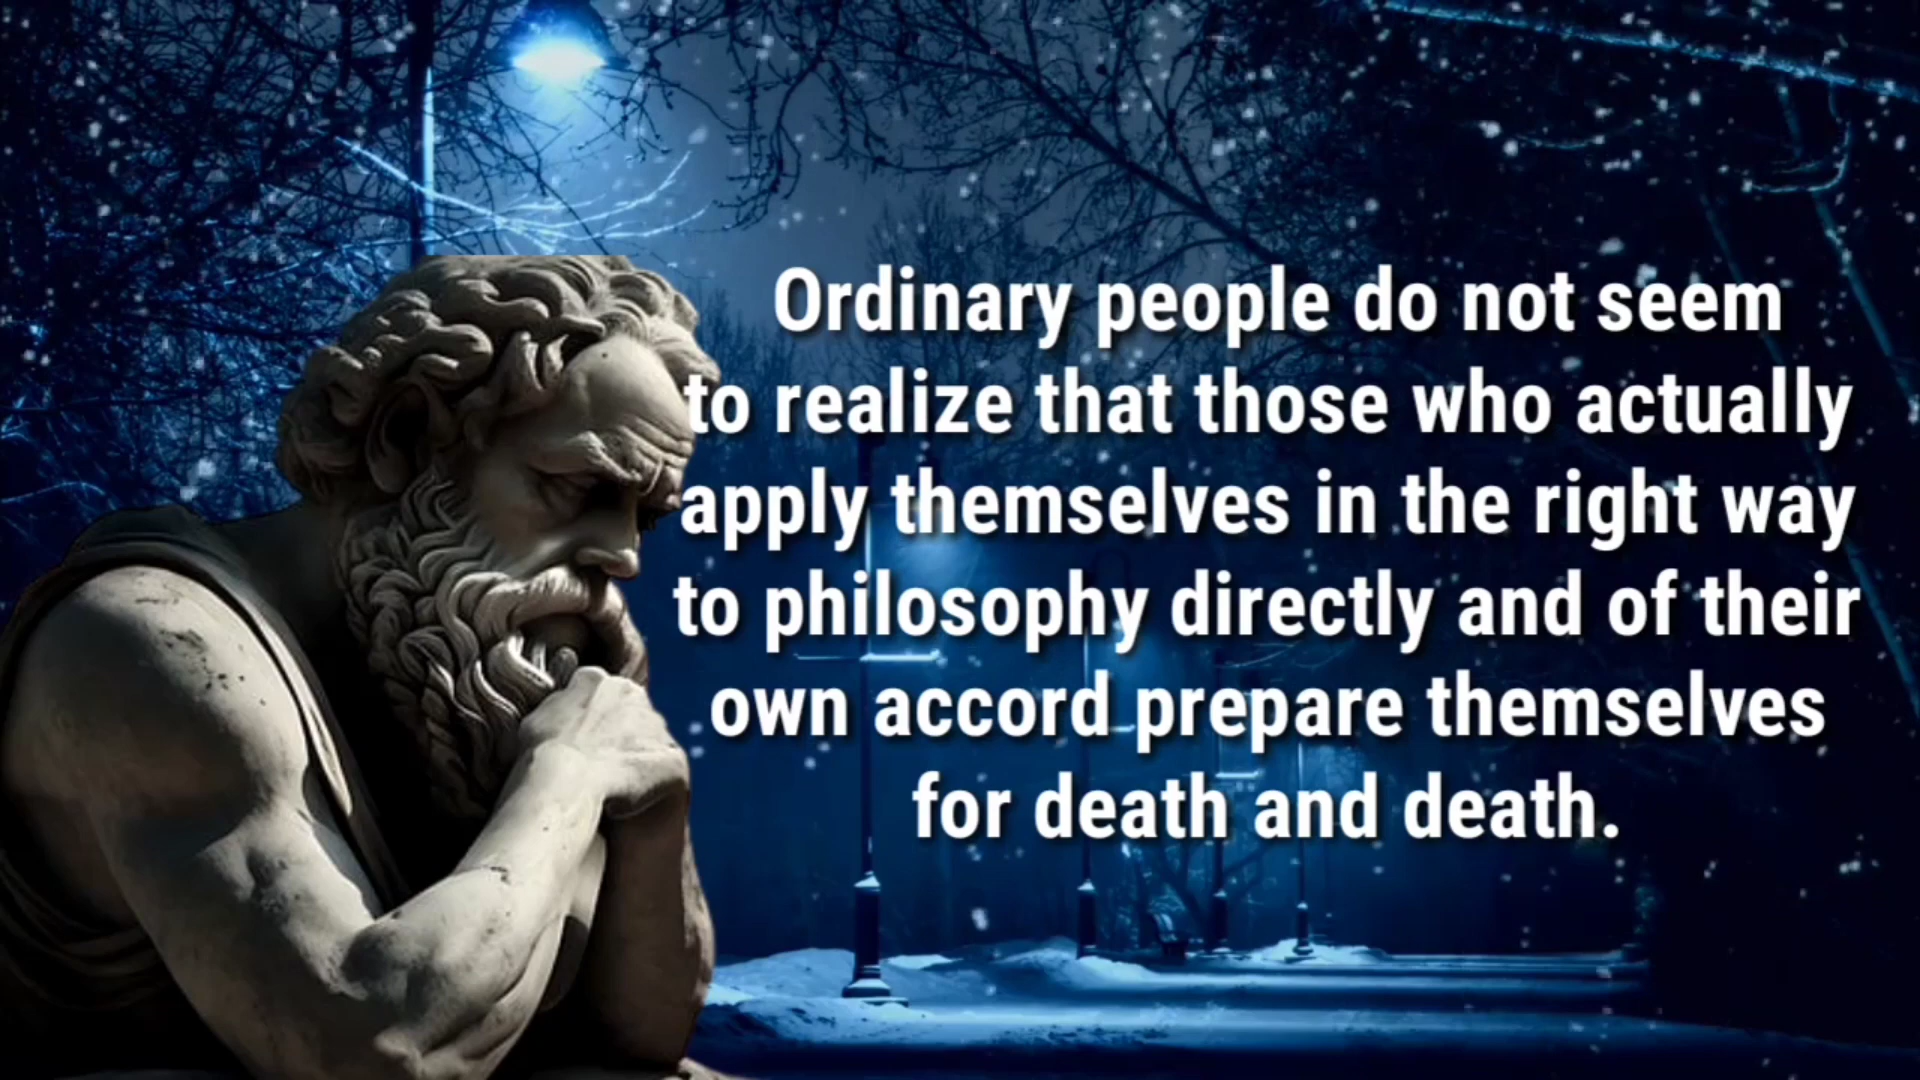 Ordinary people do not seem
to realize that those who actually
apply themselves in the right way
to philosophy directly and of their
own accord prepare themselves
for death and death.